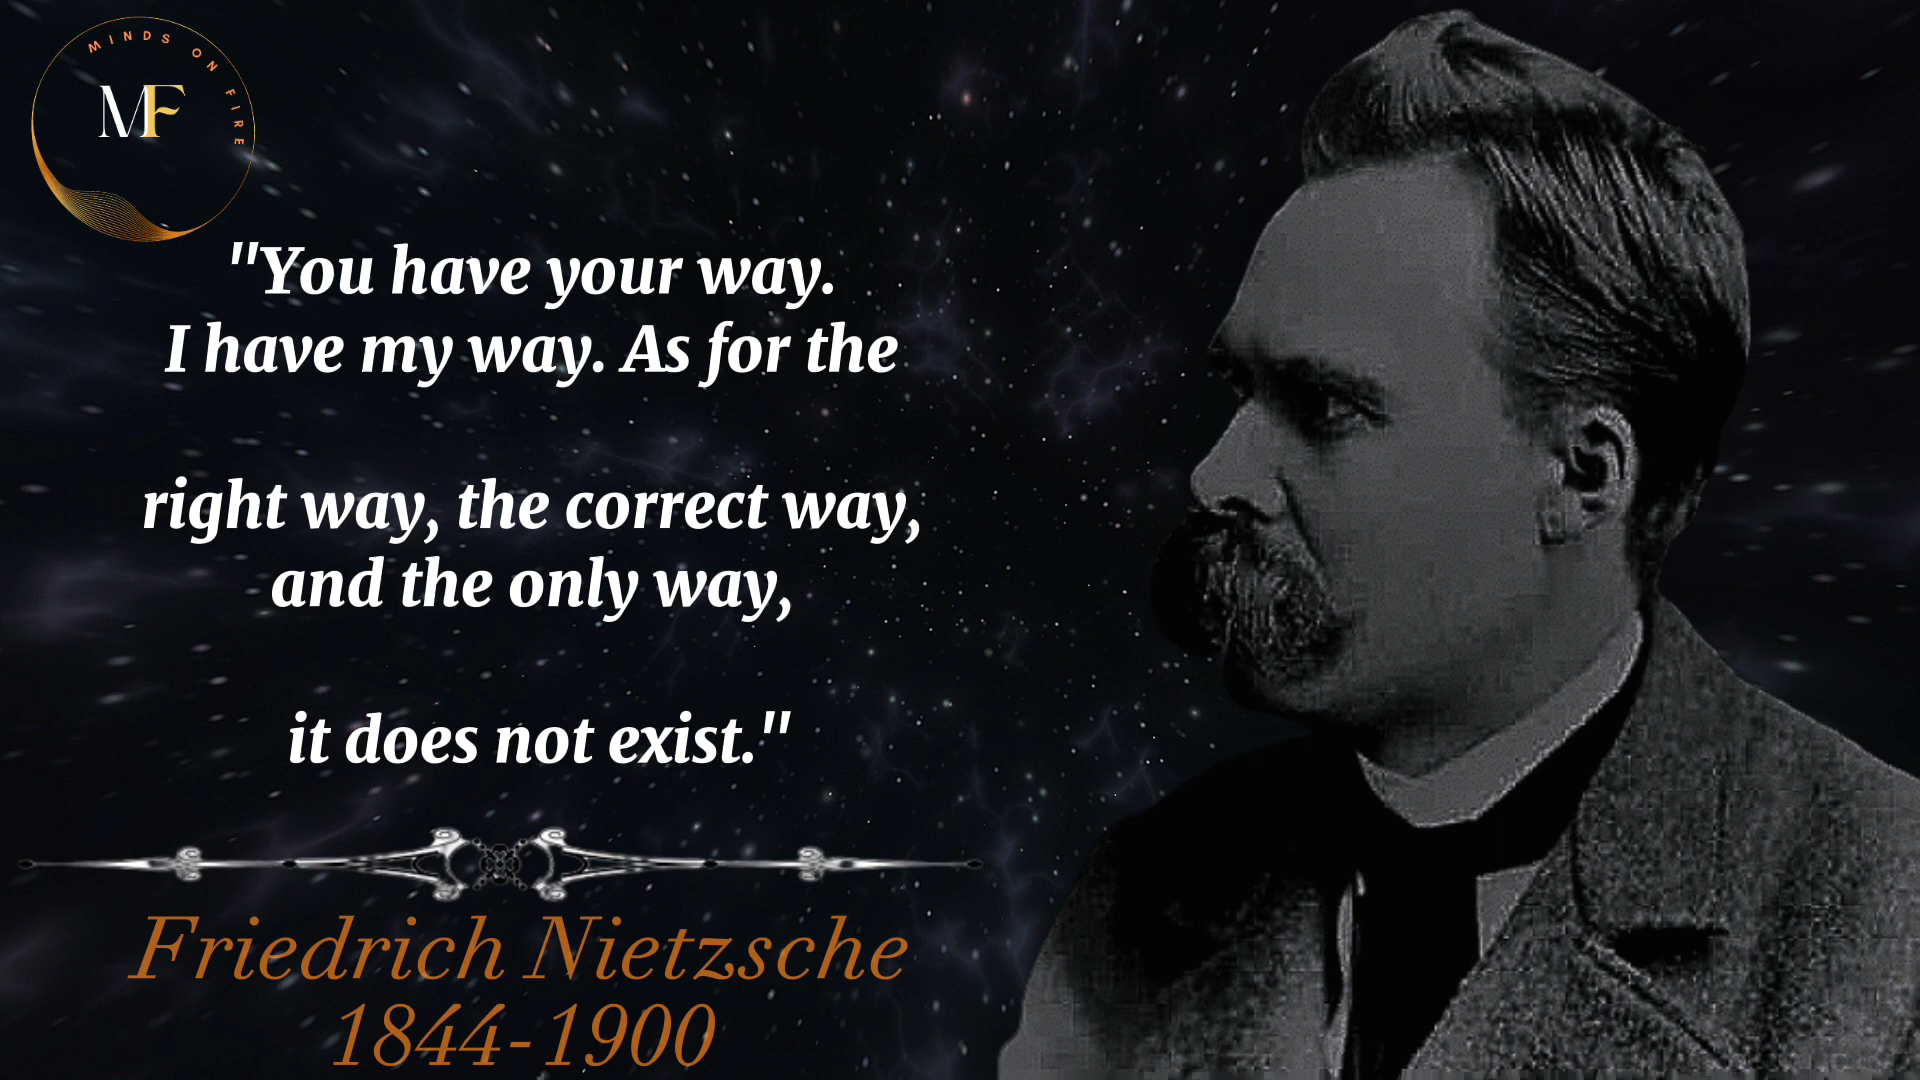 MINDS ON FIRE
MF
"You have your way.
I have my way. As for the
right way, the correct way,
and the only way,
it does not exist."
Friedrich Nietzsche
1844-1900